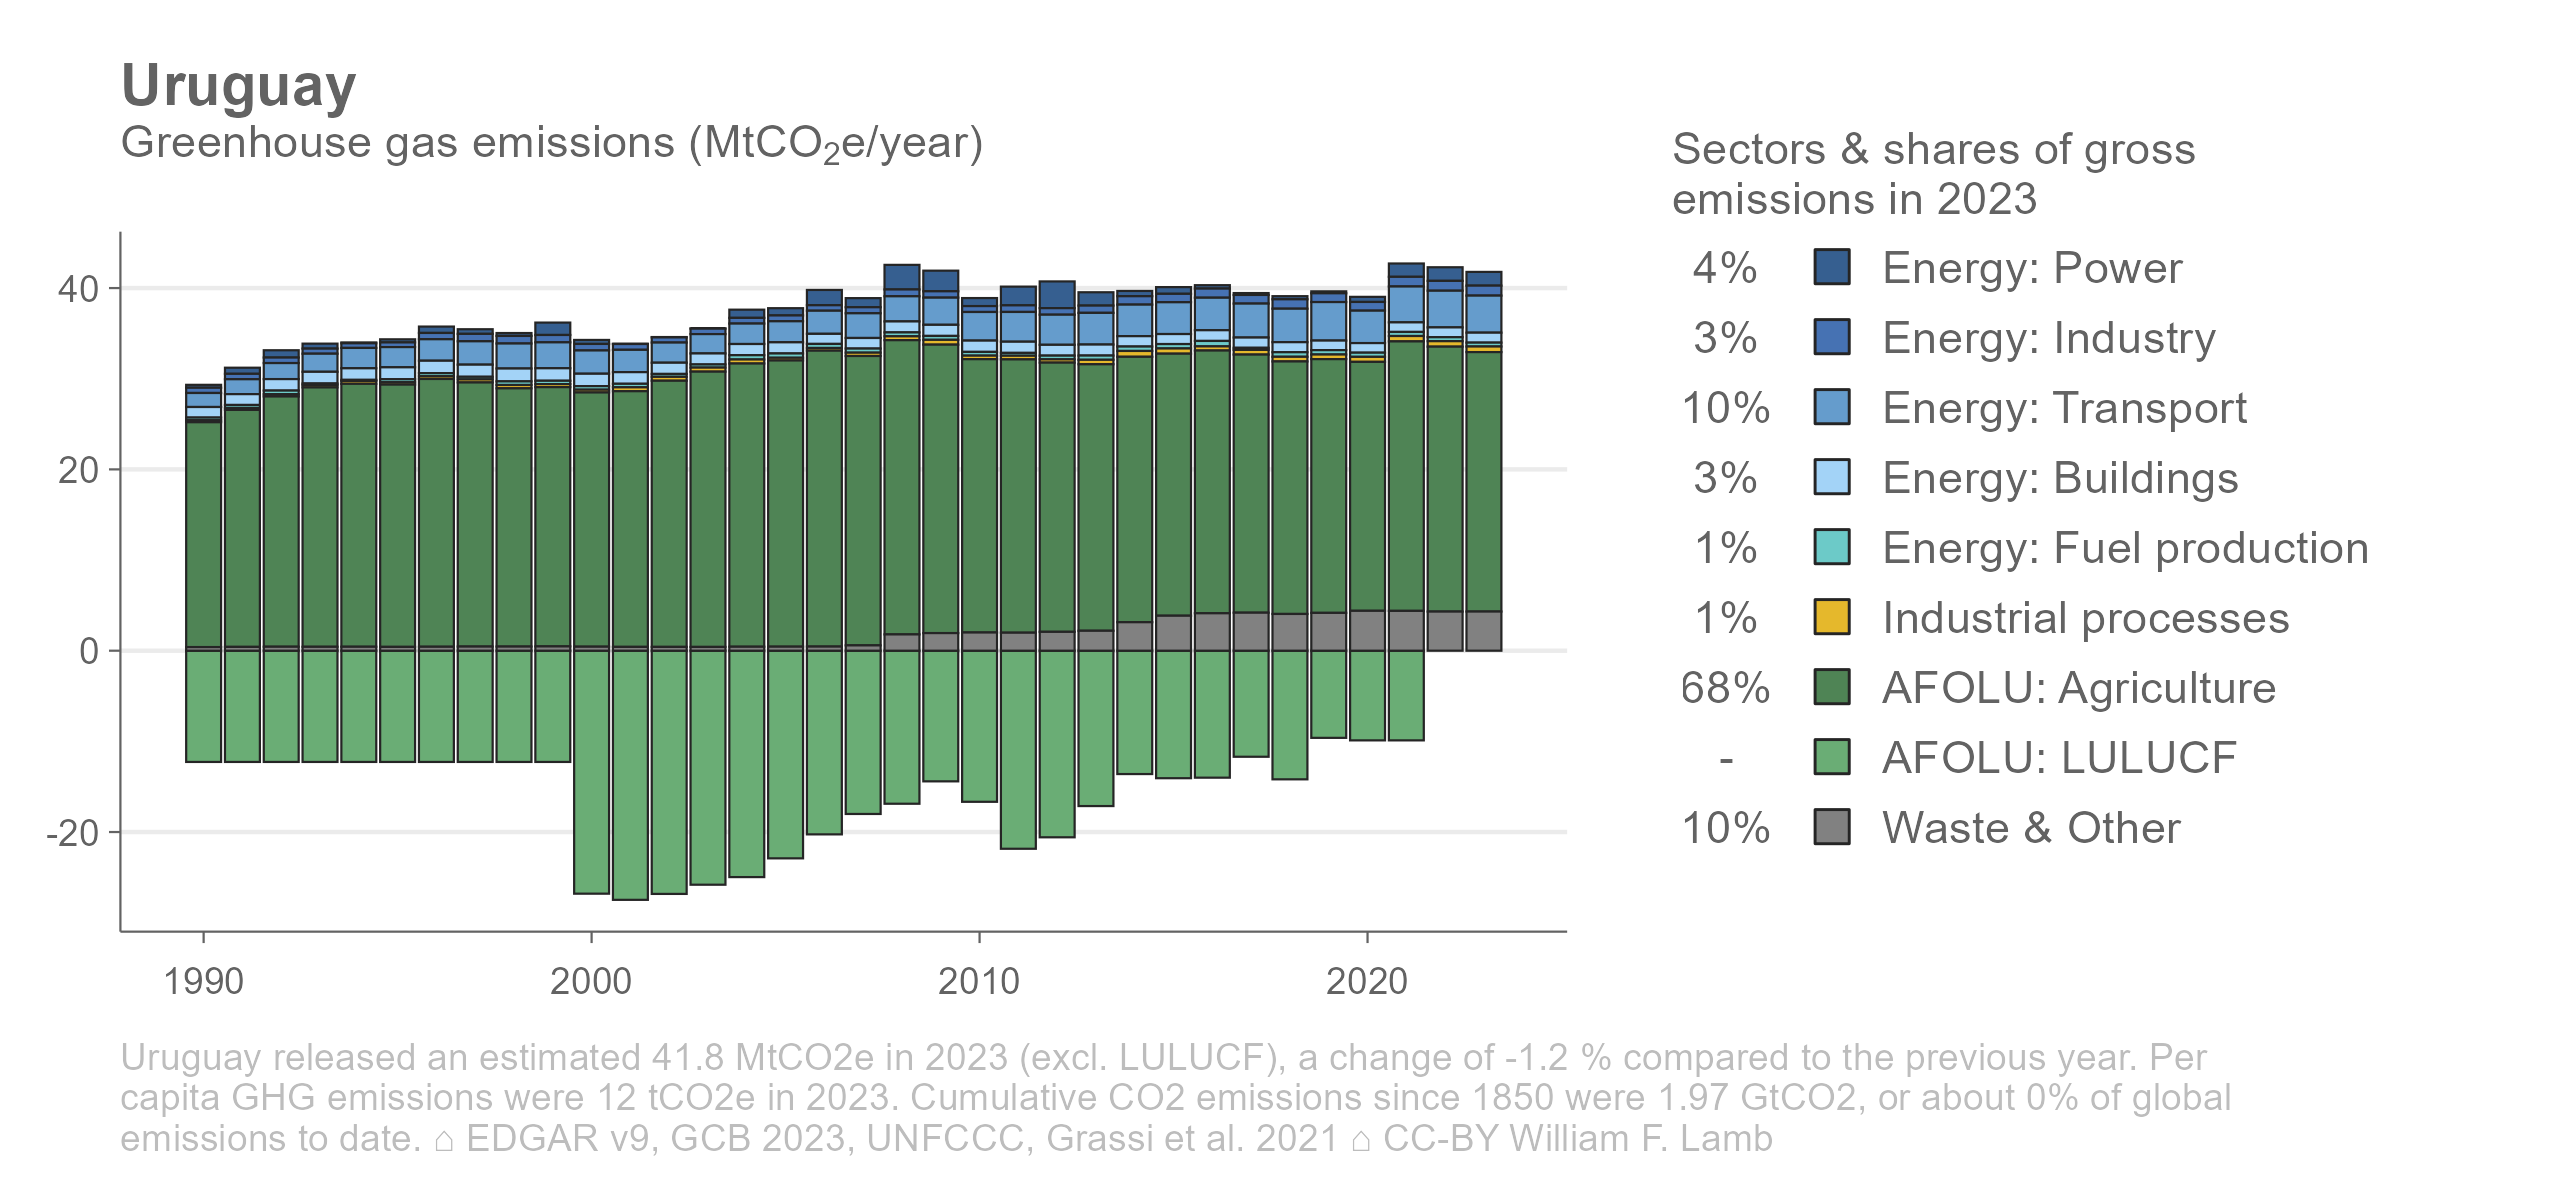 Uruguay
Greenhouse gas emissions (MtCO₂e/year)
Sectors & shares of gross
emissions in 2023
4% Energy: Power
3% Energy: Industry
10% Energy: Transport
3% Energy: Buildings
1% Energy: Fuel production
1% Industrial processes
68% AFOLU: Agriculture
- AFOLU: LULUCF
10% Waste & Other
40
20
0
-20
1990 2000 2010 2020
Uruguay released an estimated 41.8 MtCO2e in 2023 (excl. LULUCF), a change of -1.2 % compared to the previous year. Per
capita GHG emissions were 12 tCO2e in 2023. Cumulative CO2 emissions since 1850 were 1.97 GtCO2, or about 0% of global
emissions to date. ⌂ EDGAR v9, GCB 2023, UNFCCC, Grassi et al. 2021 ⌂ CC-BY William F. Lamb